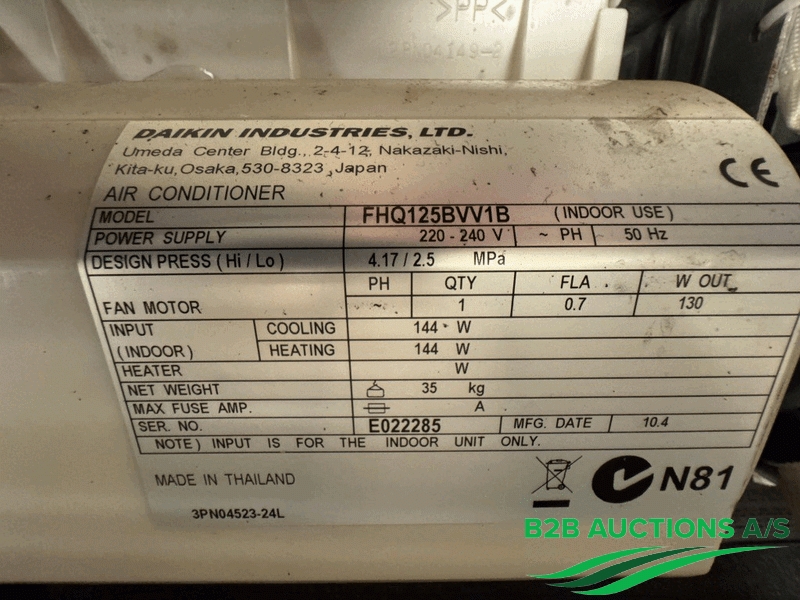 >PP<
DAIKIN INDUSTRIES, LTD.
Umeda Center Bldg., 2-4-12, Nakazaki-Nishi,
Kita-ku, Osaka, 530-8323, Japan
AIR CONDITIONER
CE
MODEL FHQ125BVV1B (INDOOR USE)
POWER SUPPLY 220 - 240 V ~ PH 50 Hz
DESIGN PRESS ( Hi / Lo ) 4.17 / 2.5 MPa
PH QTY FLA W OUT
FAN MOTOR ~ 1 0.7 130
INPUT COOLING 144 W
(INDOOR) HEATING 144 W
HEATER W
NET WEIGHT 35 kg
MAX FUSE AMP. A
SER. NO. E022285 MFG. DATE 10.4
NOTE) INPUT IS FOR THE INDOOR UNIT ONLY.
MADE IN THAILAND
N81
3PN04523-24L
B2B AUCTIONS A/S